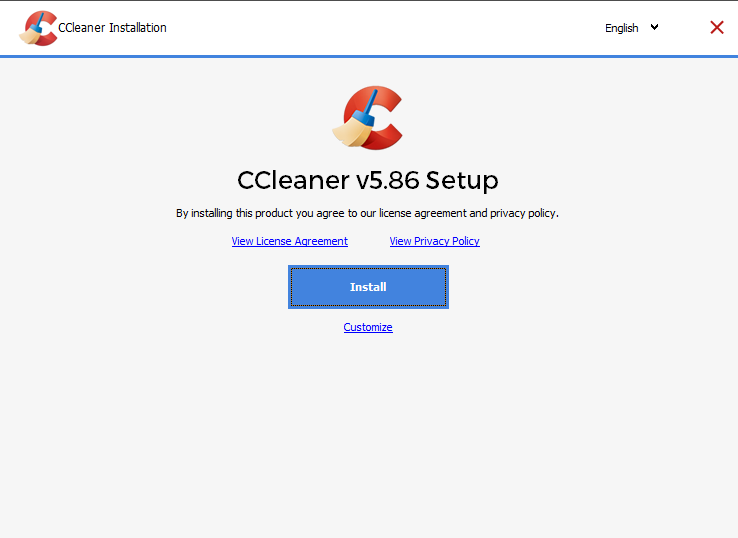 CCleaner Installation
English
CCleaner v5.86 Setup
By installing this product you agree to our license agreement and privacy policy.
View License Agreement View Privacy Policy
Install
Customize